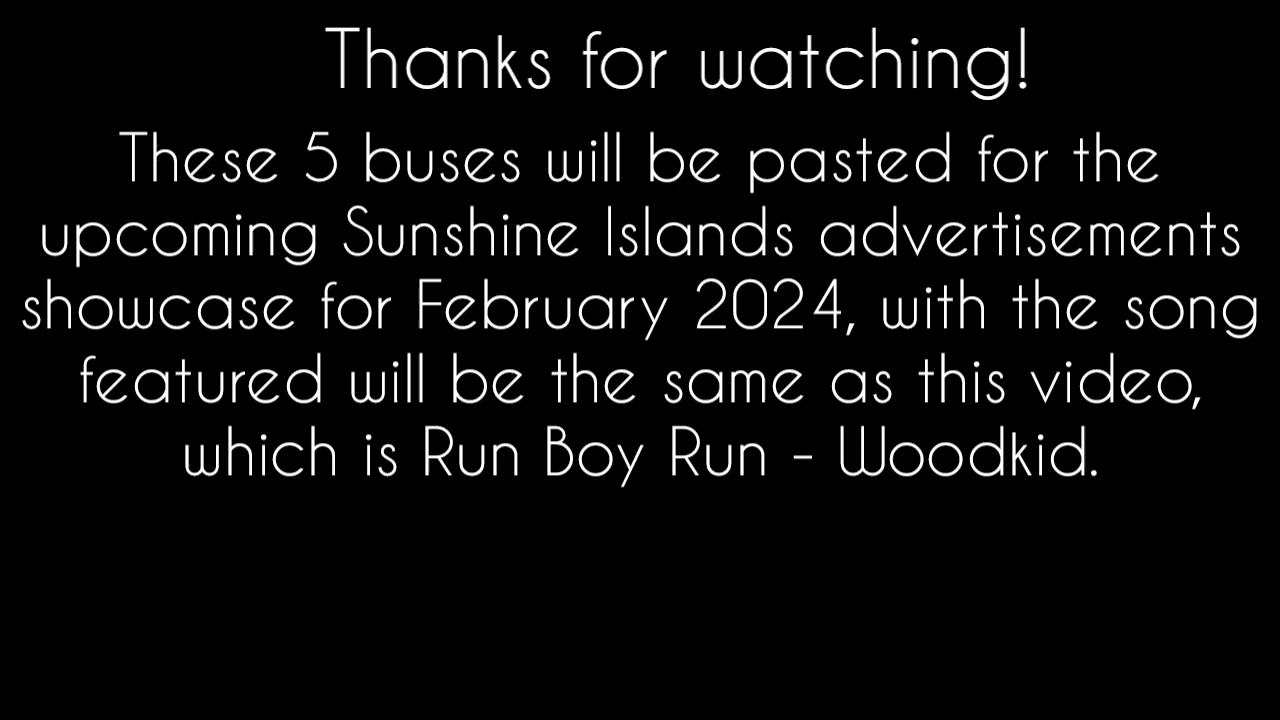 Thanks for watching!
These 5 buses will be pasted for the
upcoming Sunshine Islands advertisements
showcase for February 2024, with the song
featured will be the same as this video,
which is Run Boy Run - Woodkid.